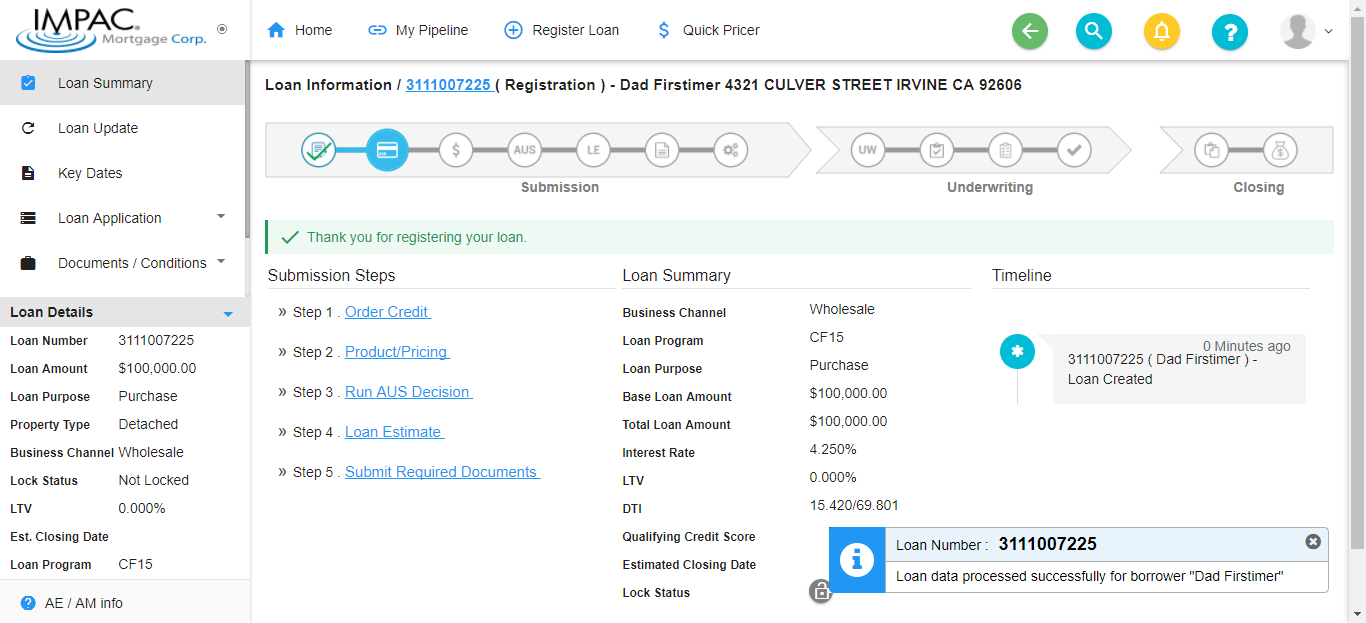 IMPAC
Mortgage Corp.
Home
My Pipeline
Register Loan
$ Quick Pricer
?
Loan Summary
Loan Update
Key Dates
Loan Application
Documents / Conditions
Loan Details
Loan Number 3111007225
Loan Amount $100,000.00
Loan Purpose Purchase
Property Type Detached
Business Channel Wholesale
Lock Status Not Locked
LTV 0.000%
Est. Closing Date
Loan Program CF15
? AE / AM info
Loan Information / 3111007225 ( Registration ) - Dad Firstimer 4321 CULVER STREET IRVINE CA 92606
$ AUS LE
Submission
UW
Underwriting
$
Closing
Thank you for registering your loan.
Submission Steps
» Step 1 . Order Credit
» Step 2 . Product/Pricing
» Step 3 . Run AUS Decision
» Step 4 . Loan Estimate
» Step 5 . Submit Required Documents
Loan Summary
Business Channel Wholesale
Loan Program CF15
Loan Purpose Purchase
Base Loan Amount $100,000.00
Total Loan Amount $100,000.00
Interest Rate 4.250%
LTV 0.000%
DTI 15.420/69.801
Qualifying Credit Score
Estimated Closing Date
Lock Status
Timeline
0 Minutes ago
3111007225 ( Dad Firstimer ) -
Loan Created
Loan Number : 3111007225
Loan data processed successfully for borrower "Dad Firstimer"